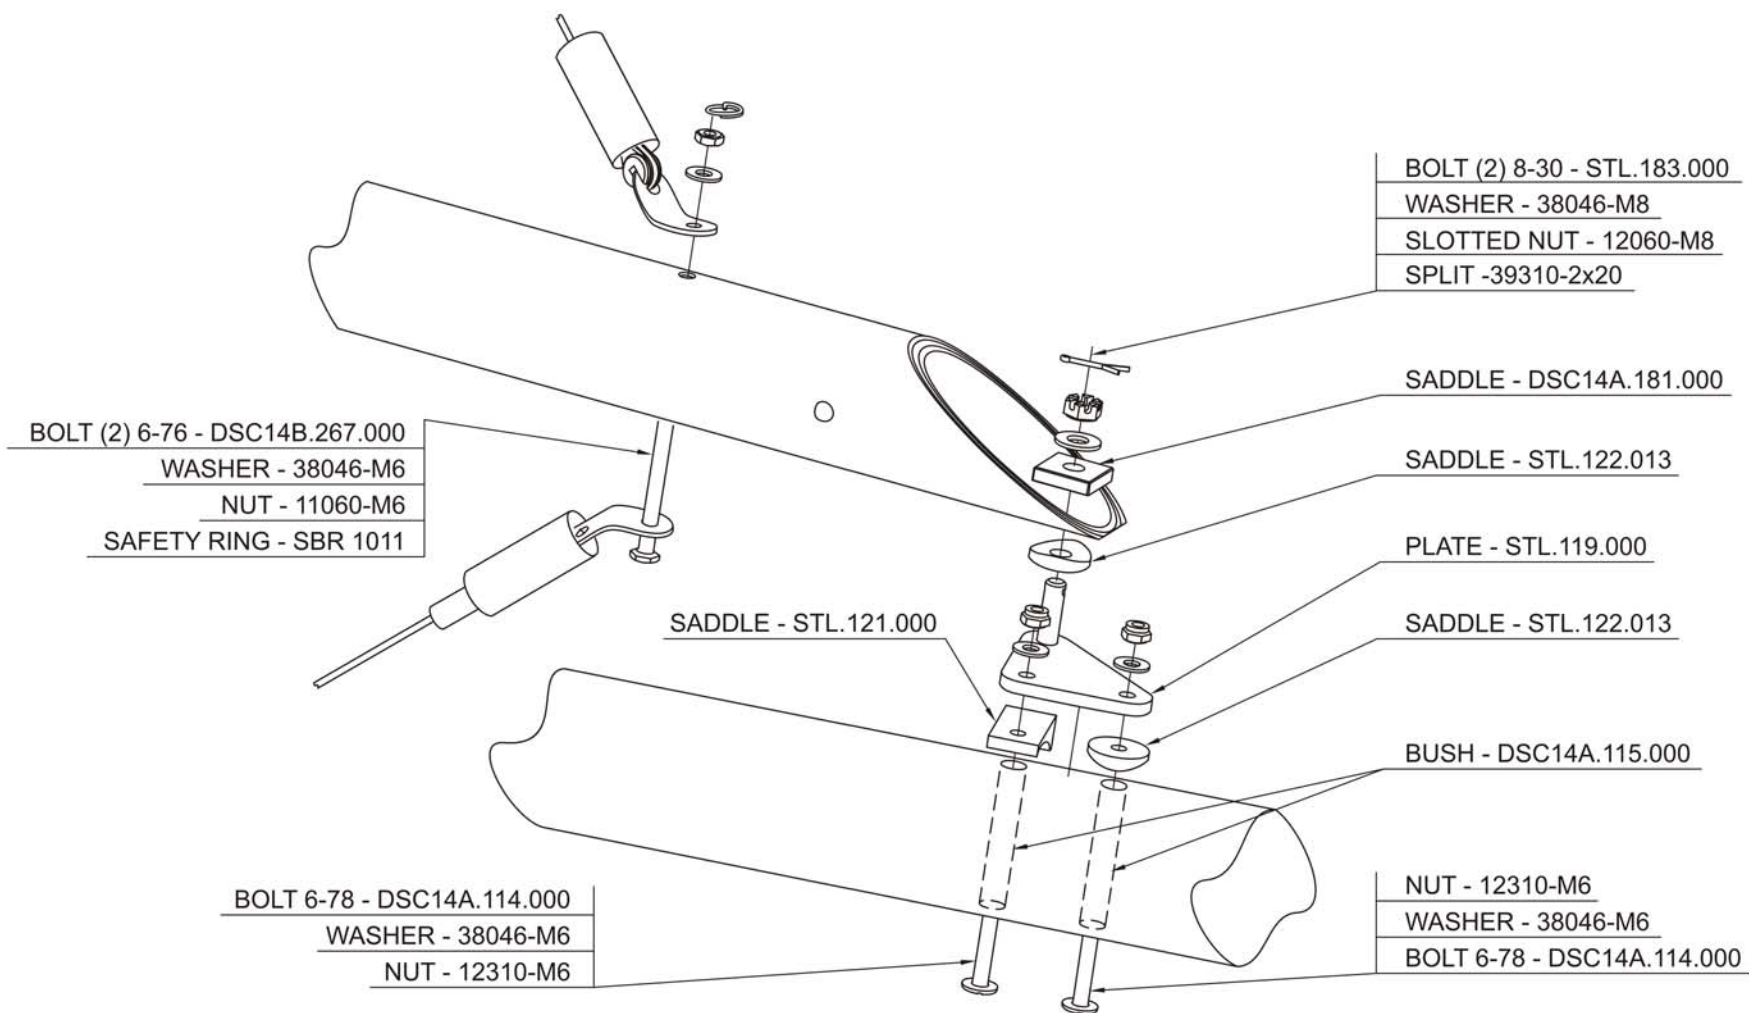 BOLT (2) 8-30 - STL.183.000
WASHER - 38046-M8
SLOTTED NUT - 12060-M8
SPLIT -39310-2x20
SADDLE - DSC14A.181.000
BOLT (2) 6-76 - DSC14B.267.000
WASHER - 38046-M6
NUT - 11060-M6
SAFETY RING - SBR 1011
SADDLE - STL.122.013
PLATE - STL.119.000
SADDLE - STL.121.000
SADDLE - STL.122.013
BUSH - DSC14A.115.000
BOLT 6-78 - DSC14A.114.000
WASHER - 38046-M6
NUT - 12310-M6
NUT - 12310-M6
WASHER - 38046-M6
BOLT 6-78 - DSC14A.114.000